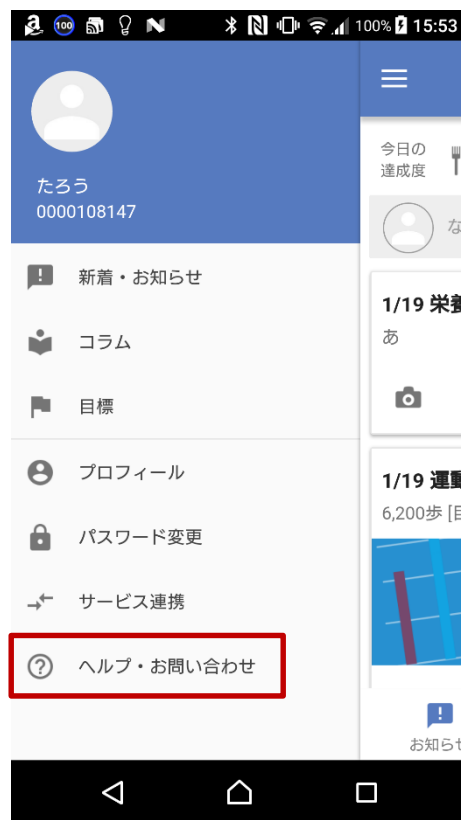 100 100% 15:53
たろう
0000108147
新着・お知らせ
コラム
目標
プロフィール
パスワード変更
サービス連携
ヘルプ・お問い合わせ
今日の
達成度
な
1/19 栄養
あ
1/19 運動
6,200歩 [目
お知らせ